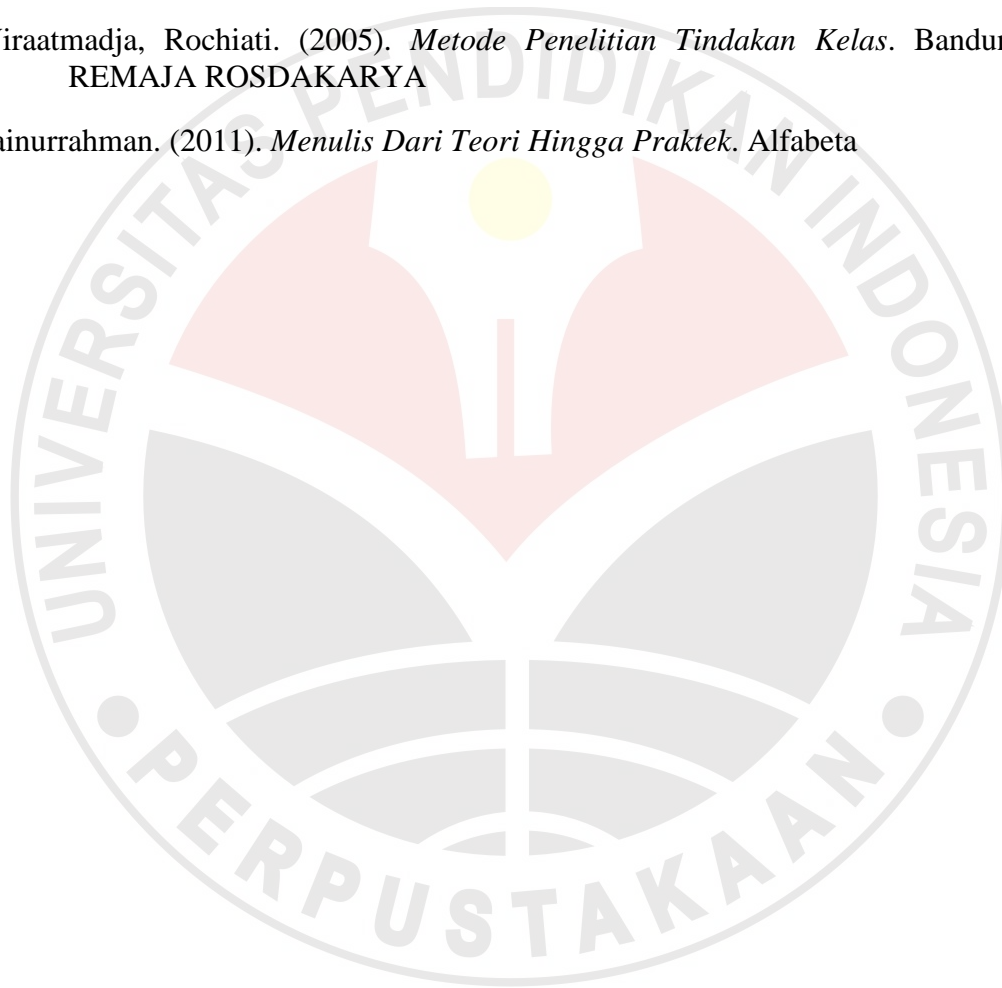 iraatmadja, Rochiati. (2005). Metode Penelitian Tindakan Kelas. Bandun
REMAJA ROSDAKARYA
ainurrahman. (2011). Menulis Dari Teori Hingga Praktek. Alfabeta
UNIVERSITAS PENDIDIKAN INDONESIA
PERPUSTAKAAN